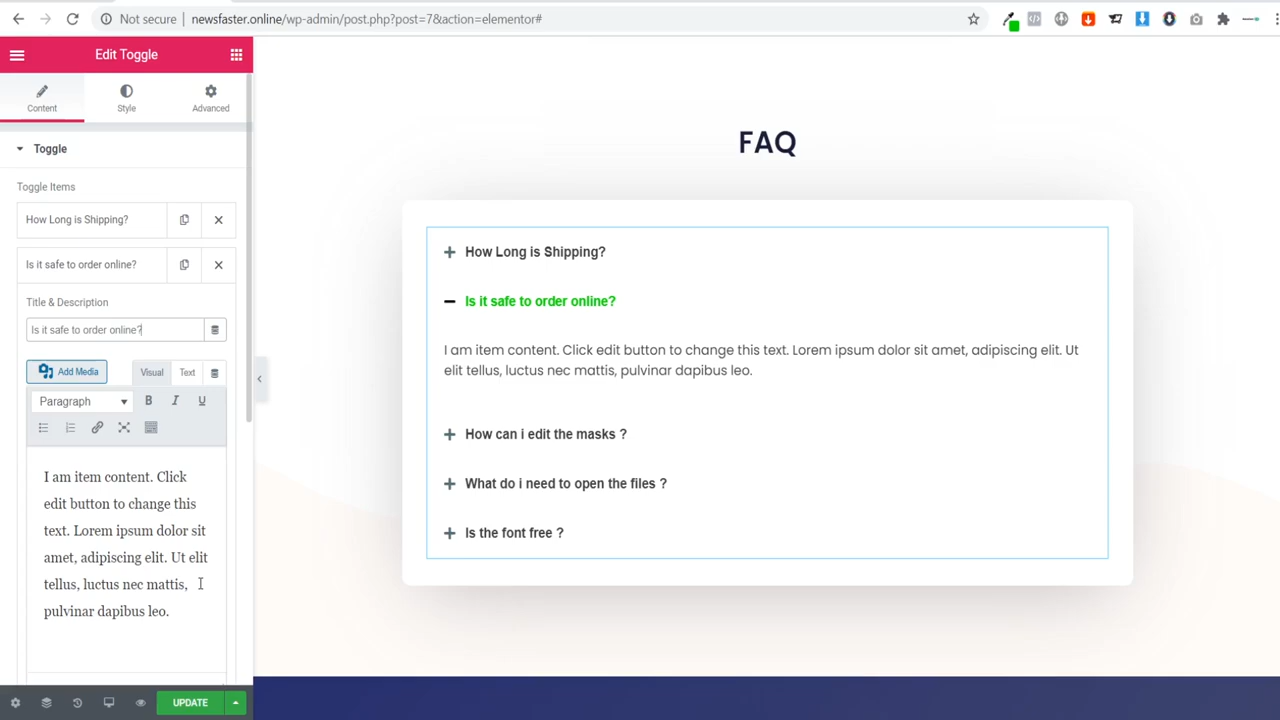 Not secure newsfaster.online/wp-admin/post.php?post=7&action=elementor#
Edit Toggle
Content Style Advanced
Toggle
Toggle Items
How Long is Shipping?
Is it safe to order online?
Title & Description
Is it safe to order online?
Add Media Visual Text
Paragraph B I U
I am item content. Click
edit button to change this
text. Lorem ipsum dolor sit
amet, adipiscing elit. Ut elit
tellus, luctus nec mattis,
pulvinar dapibus leo.
UPDATE
FAQ
How Long is Shipping?
Is it safe to order online?
I am item content. Click edit button to change this text. Lorem ipsum dolor sit amet, adipiscing elit. Ut
elit tellus, luctus nec mattis, pulvinar dapibus leo.
How can i edit the masks ?
What do i need to open the files ?
Is the font free ?